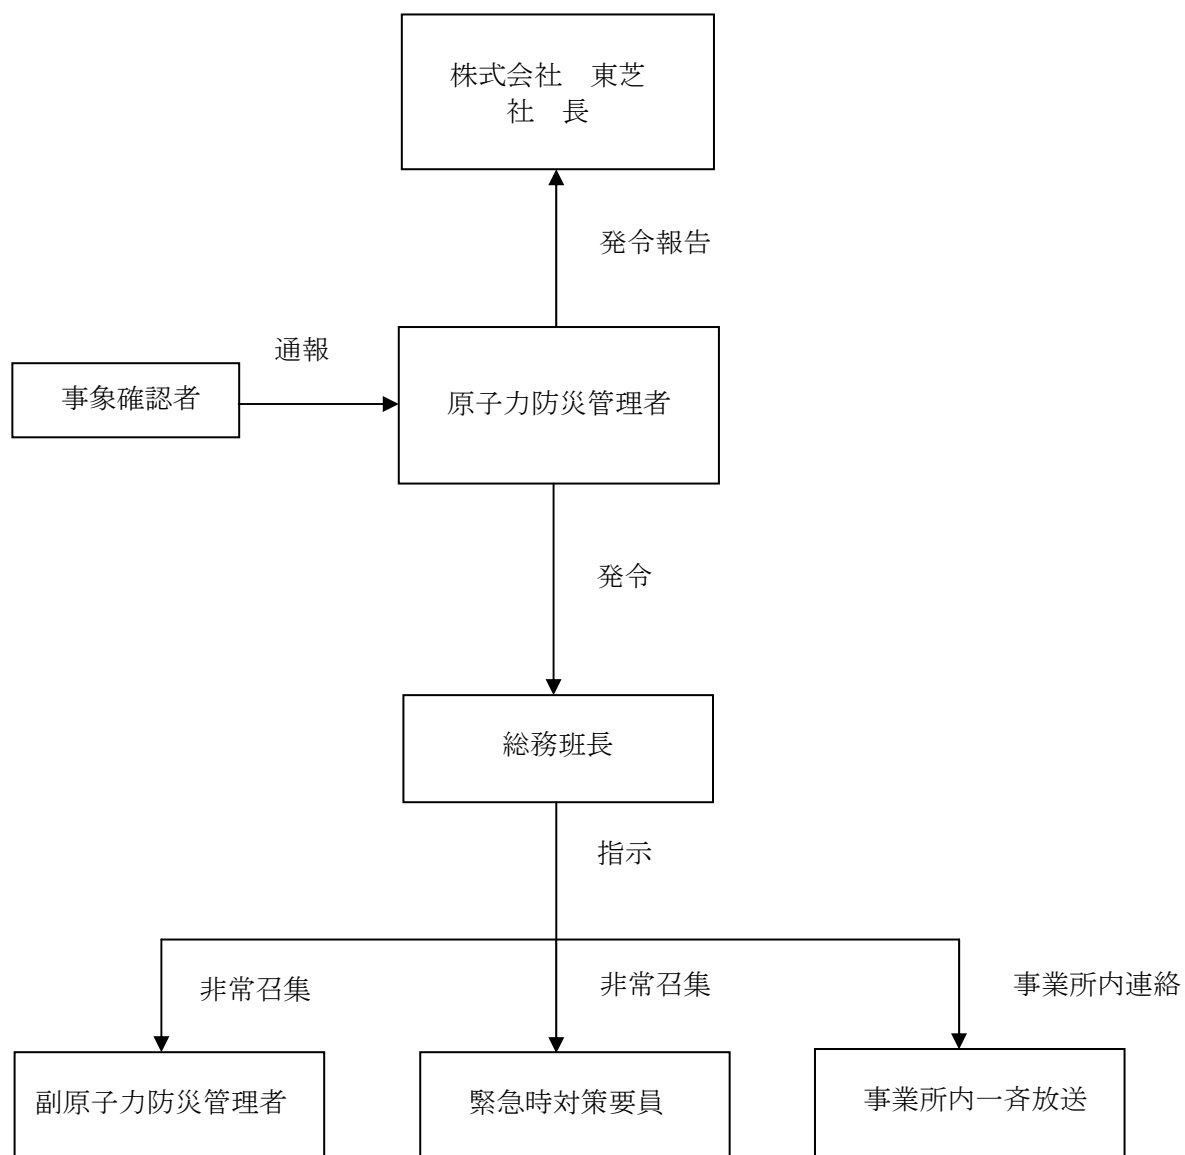 株式会社　東芝
社　長
発令報告
通報
事象確認者
原子力防災管理者
発令
総務班長
指示
非常召集
非常召集
事業所内連絡
副原子力防災管理者
緊急時対策要員
事業所内一斉放送